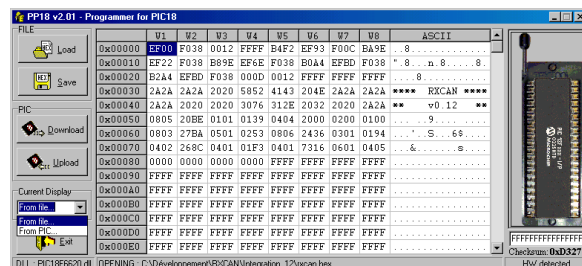 PP18 v2.01 - Programmer for PIC18
FILE
Load
Save
PIC
Download
Upload
Current Display
From file...
From file...
From PIC...
Exit
W1 W2 W3 W4 W5 W6 W7 W8 ASCII
0x00000 EF00 F038 0012 FFFF B4F2 EF93 F00C BA9E ..8.............
0x00010 EF22 F038 B89E EF6E F038 B0A4 EFBD F038 ".8...n.8.....8.
0x00020 B2A4 EFBD F038 000D 0012 FFFF FFFF FFFF .....8..........
0x00030 2A2A 2A2A 2020 5852 4143 204E 2A2A 2A2A **** RXCAN ****
0x00040 2A2A 2020 2020 3076 312E 2032 2020 2A2A ** v0.12 **
0x00050 0805 20BE 0101 0139 0404 2000 0200 0100
0x00060 0803 27BA 0501 0253 0806 2436 0301 0194
0x00070 0402 268C 0401 01F3 0401 7316 0601 0405
0x00080 0000 0000 0000 0000 FFFF FFFF FFFF FFFF ................
0x00090 FFFF FFFF FFFF FFFF FFFF FFFF FFFF FFFF ................
0x000A0 FFFF FFFF FFFF FFFF FFFF FFFF FFFF FFFF ................
0x000B0 FFFF FFFF FFFF FFFF FFFF FFFF FFFF FFFF ................
0x000C0 FFFF FFFF FFFF FFFF FFFF FFFF FFFF FFFF ................
0x000D0 FFFF FFFF FFFF FFFF FFFF FFFF FFFF FFFF ................
0x000E0 FFFF FFFF FFFF FFFF FFFF FFFF FFFF FFFF ................
MICROCHIP
FFFFFFFFFFFFFFFF
Checksum: 0xD327
DLL : PIC18F6620.dll
OPENING : C:\Développement\RXCAN\Integration_12\rxcan.hex
HW detected